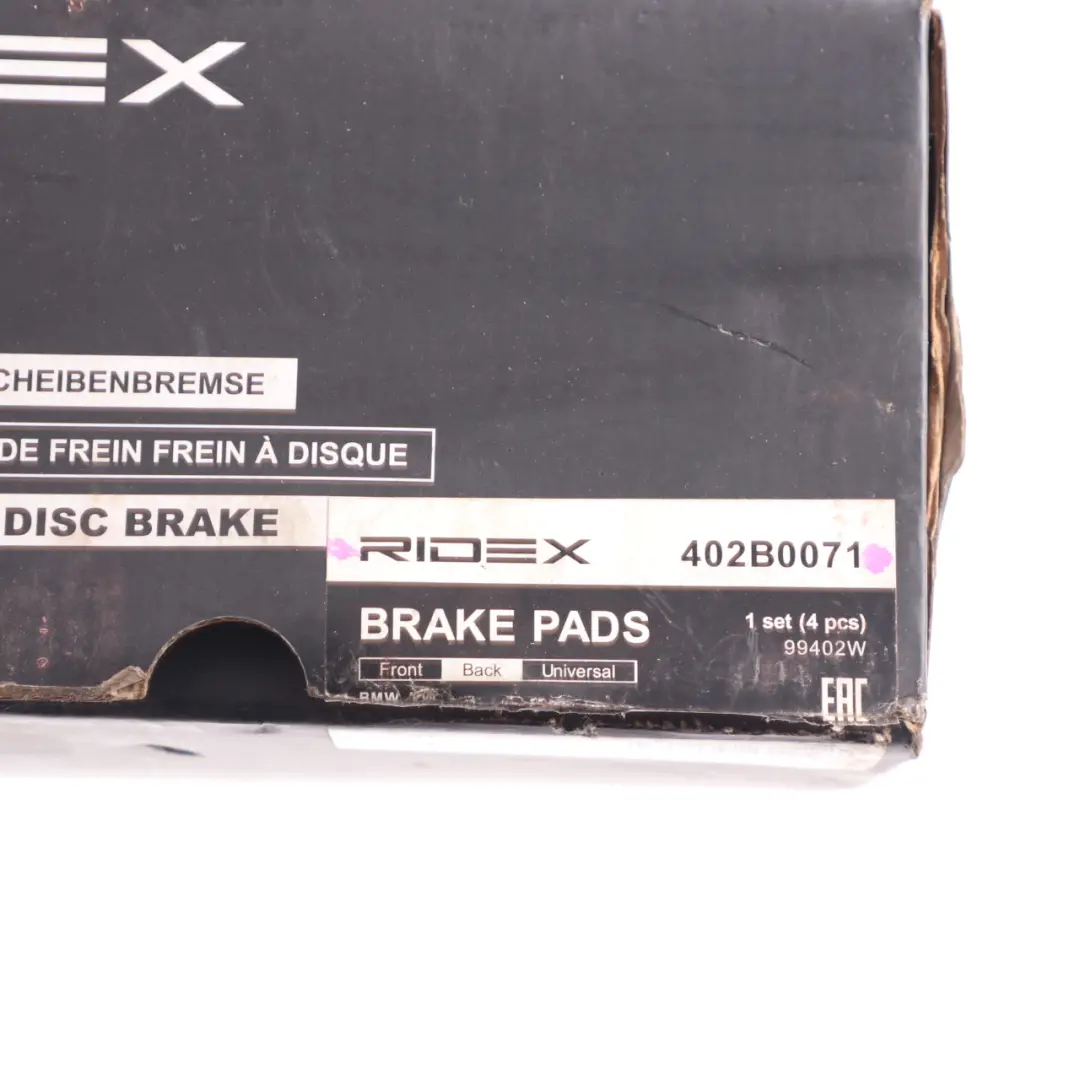 EX
CHEIBENBREMSE
DE FREIN FREIN À DISQUE
DISC BRAKE
RIDEX 402B0071
BRAKE PADS 1 set (4 pcs)
99402W
Front Back Universal
BMW
EAC